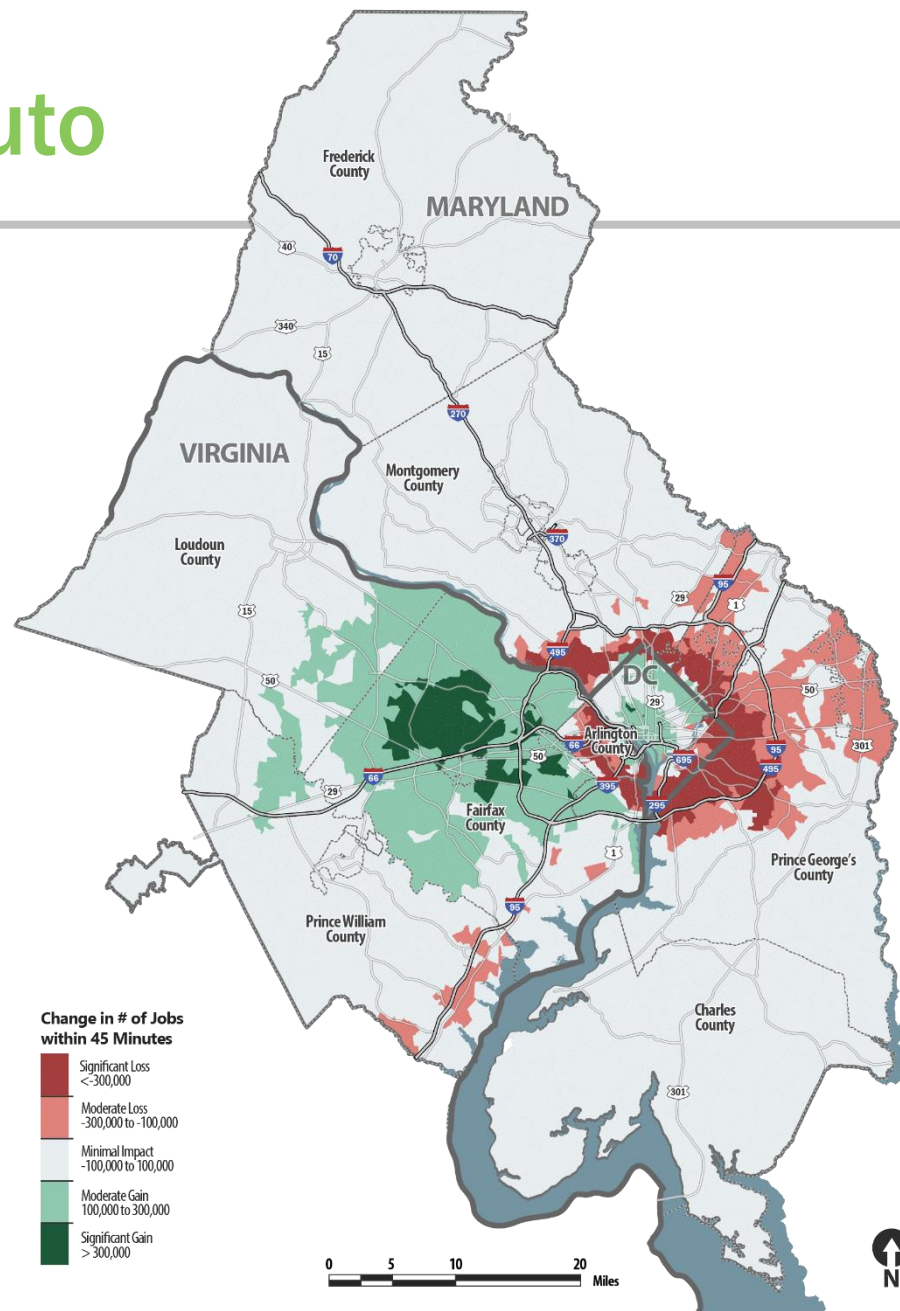 uto
Frederick
County
MARYLAND
40
70
340
15
270
VIRGINIA
Montgomery
County
370
Loudoun
County
95
29
1
15
495
50
DC
50
29
Arlington
County
301
66
50
695
95
495
66
395
29
295
Fairfax
County
1
Prince George's
County
95
Prince William
County
Charles
County
301
Change in # of Jobs
within 45 Minutes
Significant Loss
<-300,000
Moderate Loss
-300,000 to -100,000
Minimal Impact
-100,000 to 100,000
Moderate Gain
100,000 to 300,000
Significant Gain
> 300,000
0 5 10 20
Miles
N